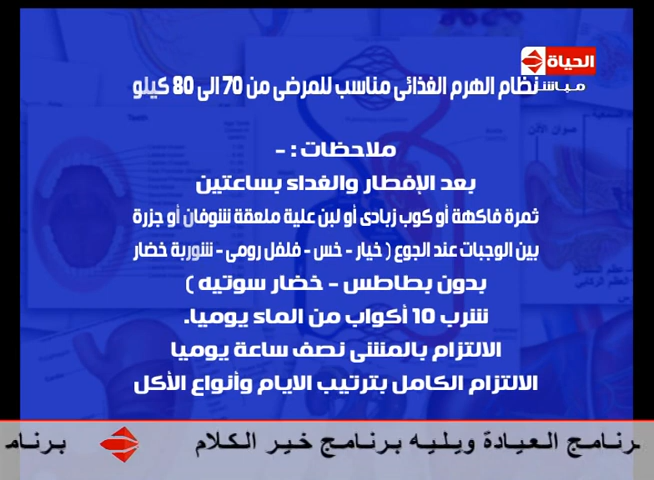 الحياة
مباشر
نظام الهرم الغذائى مناسب للمرضى من 70 الى 80 كيلو
ملاحظات : -
بعد الإفطار والغداء بساعتين
ثمرة فاكهة أو كوب زبادى أو لبن علية ملعقة شوفان أو جزرة
بين الوجبات عند الجوع ( خيار - خس - فلفل رومى - شوربة خضار
بدون بطاطس - خضار سوتيه )
شرب 10 أكواب من الماء يوميا.
الالتزام بالمشى نصف ساعة يوميا
الالتزام الكامل بترتيب الايام وأنواع الأكل
برنامج العيادة ويليه برنامج خير الكلام